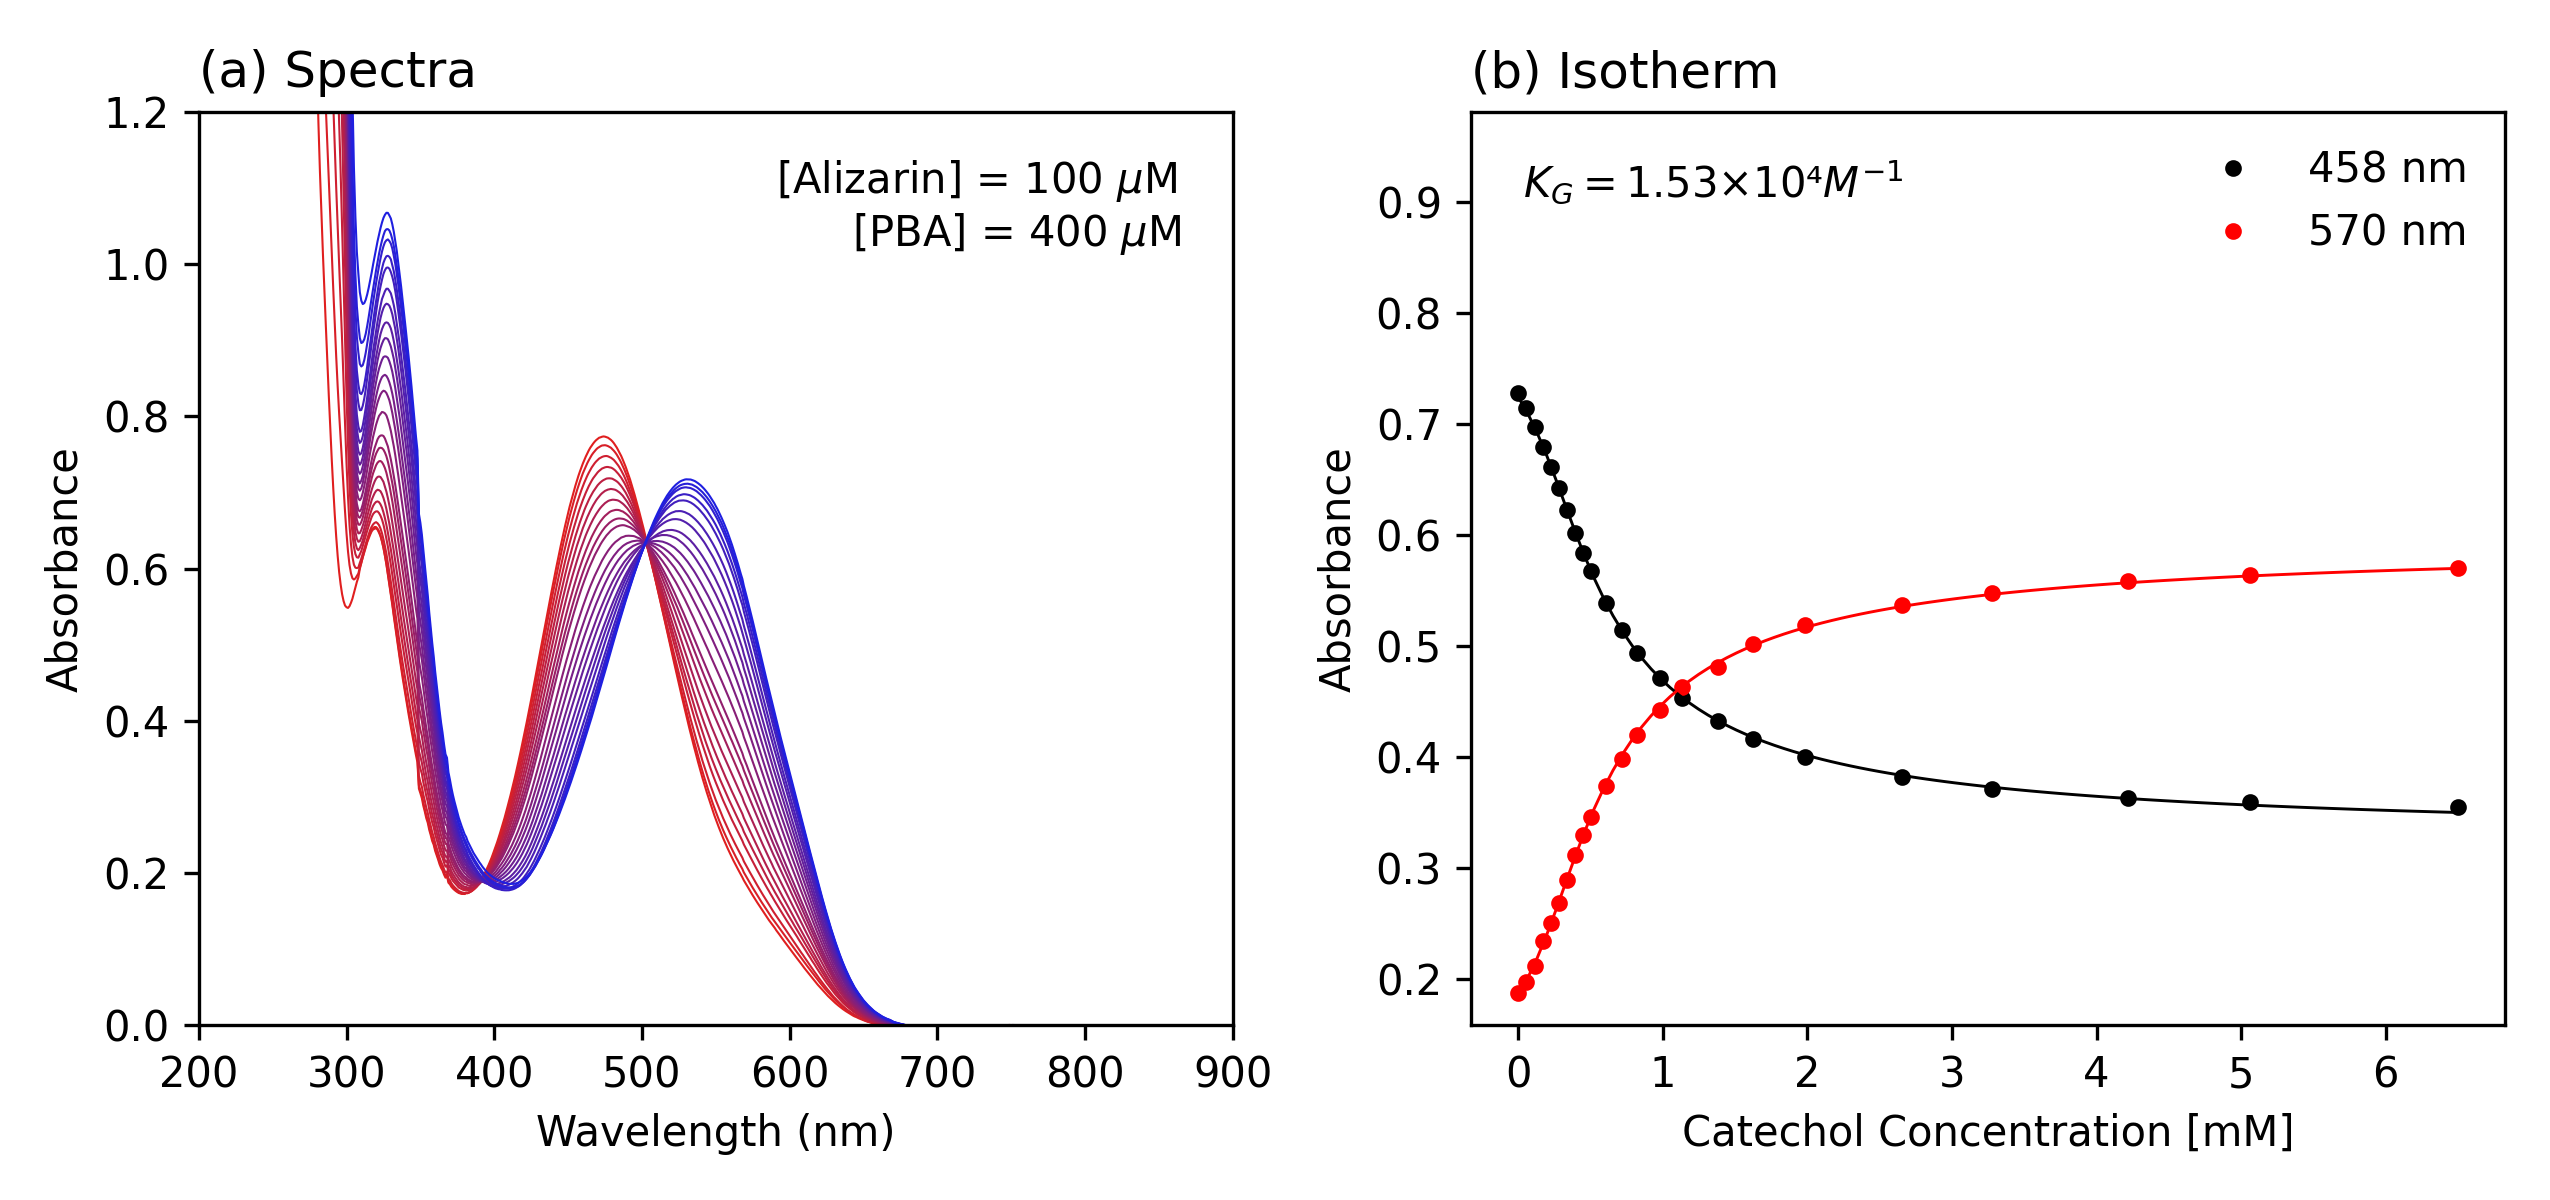 (a) Spectra
1.2
1.0
0.8
0.6
0.4
0.2
0.0
Absorbance
[Alizarin] = 100 μM
[PBA] = 400 μM
200 300 400 500 600 700 800 900
Wavelength (nm)
(b) Isotherm
0.9
0.8
0.7
0.6
0.5
0.4
0.3
0.2
Absorbance
K_G = 1.53×10⁴M⁻¹
458 nm
570 nm
0 1 2 3 4 5 6
Catechol Concentration [mM]